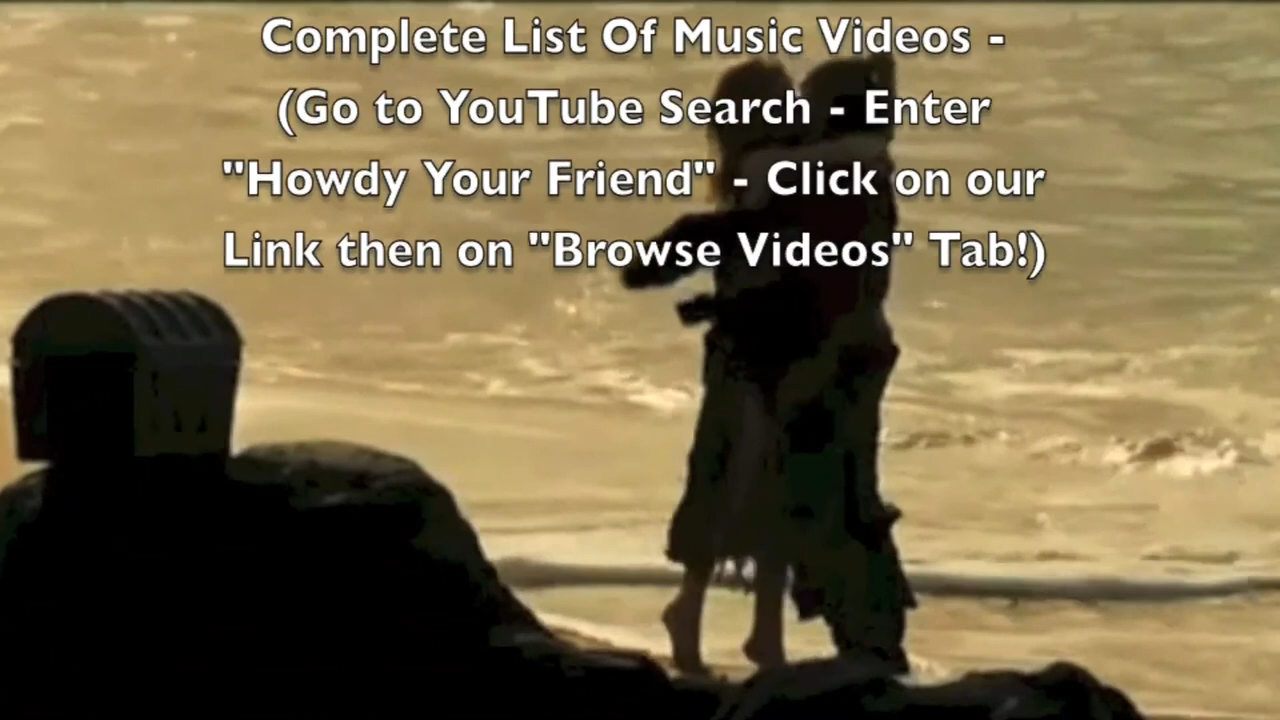 Complete List Of Music Videos -
(Go to YouTube Search - Enter
"Howdy Your Friend" - Click on our
Link then on "Browse Videos" Tab!)